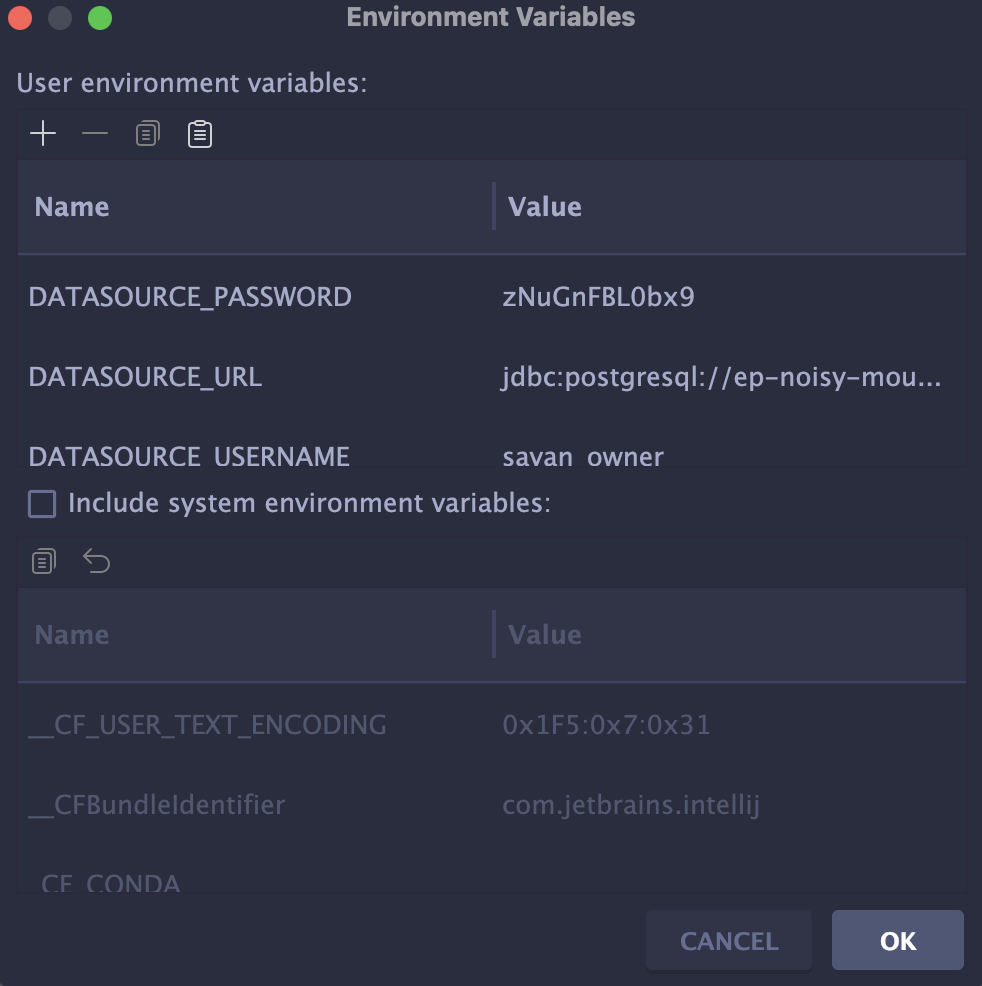 Environment Variables
User environment variables:
Name Value
DATASOURCE_PASSWORD zNuGnFBL0bx9
DATASOURCE_URL jdbc:postgresql://ep-noisy-mou...
DATASOURCE_USERNAME savan_owner
Include system environment variables:
Name Value
__CF_USER_TEXT_ENCODING 0x1F5:0x7:0x31
__CFBundleIdentifier com.jetbrains.intellij
_CE_CONDA
CANCEL OK